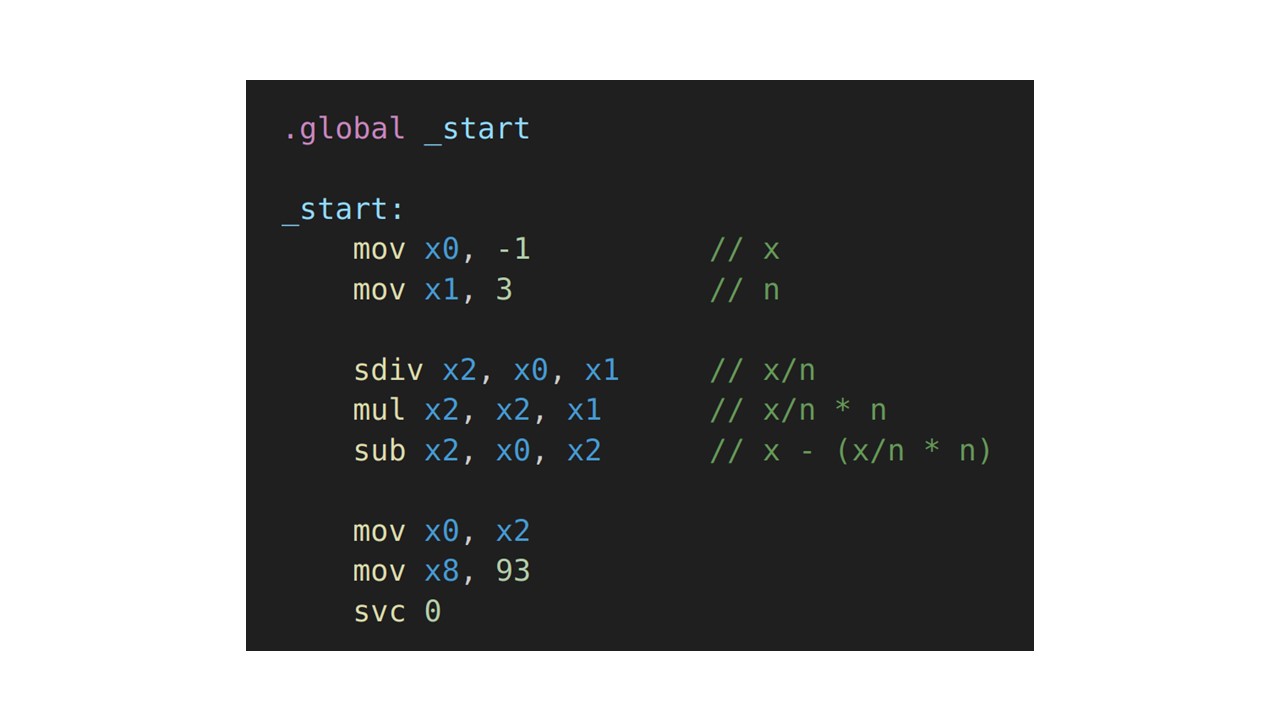 .global _start
_start:
mov x0, -1 // x
mov x1, 3 // n
sdiv x2, x0, x1 // x/n
mul x2, x2, x1 // x/n * n
sub x2, x0, x2 // x - (x/n * n)
mov x0, x2
mov x8, 93
svc 0